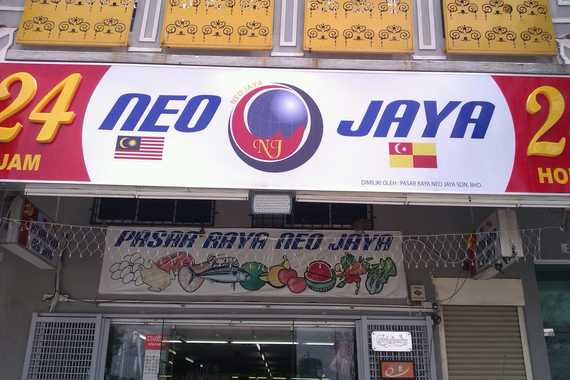 24
JAM
NEO
NEO JAYA
NJ
JAYA
DIMILIKI OLEH : PASAR RAYA NEO JAYA SDN. BHD.
2
HO
PASAR RAYA NEO JAYA